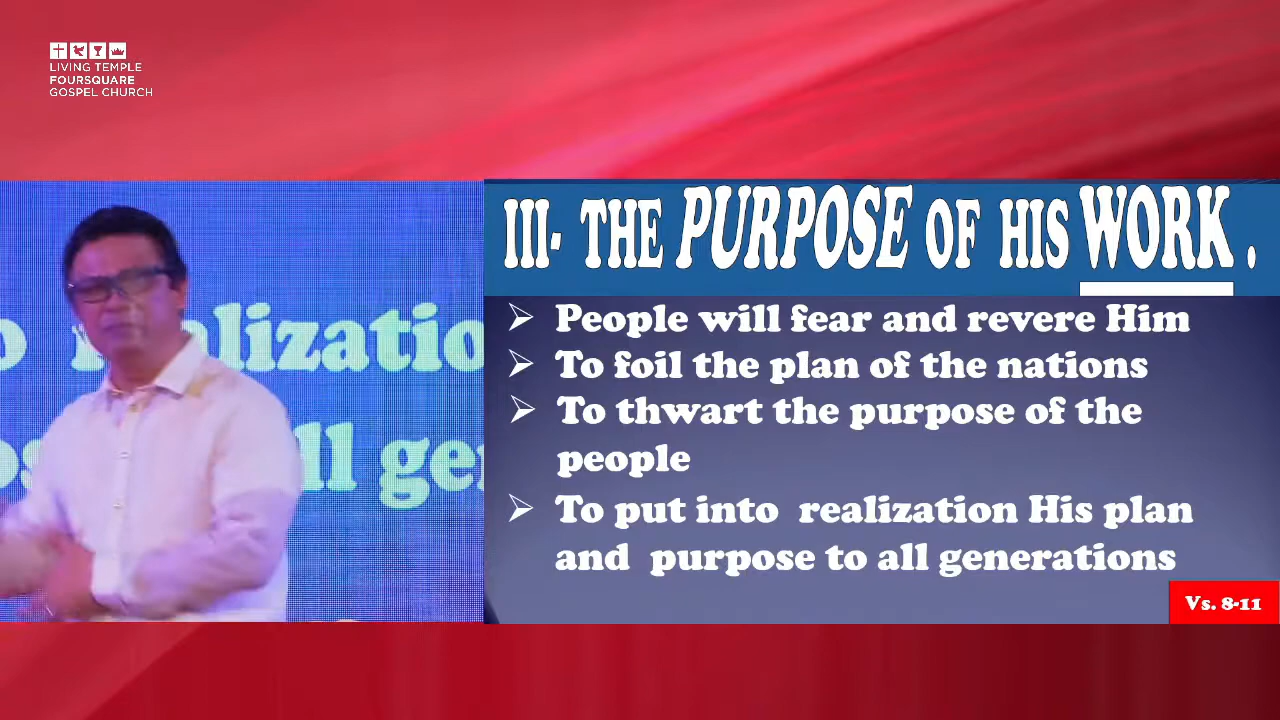 LIVING TEMPLE
FOURSQUARE
GOSPEL CHURCH
III- THE PURPOSE OF HIS WORK .
People will fear and revere Him
To foil the plan of the nations
To thwart the purpose of the
people
To put into realization His plan
and purpose to all generations
Vs. 8-11